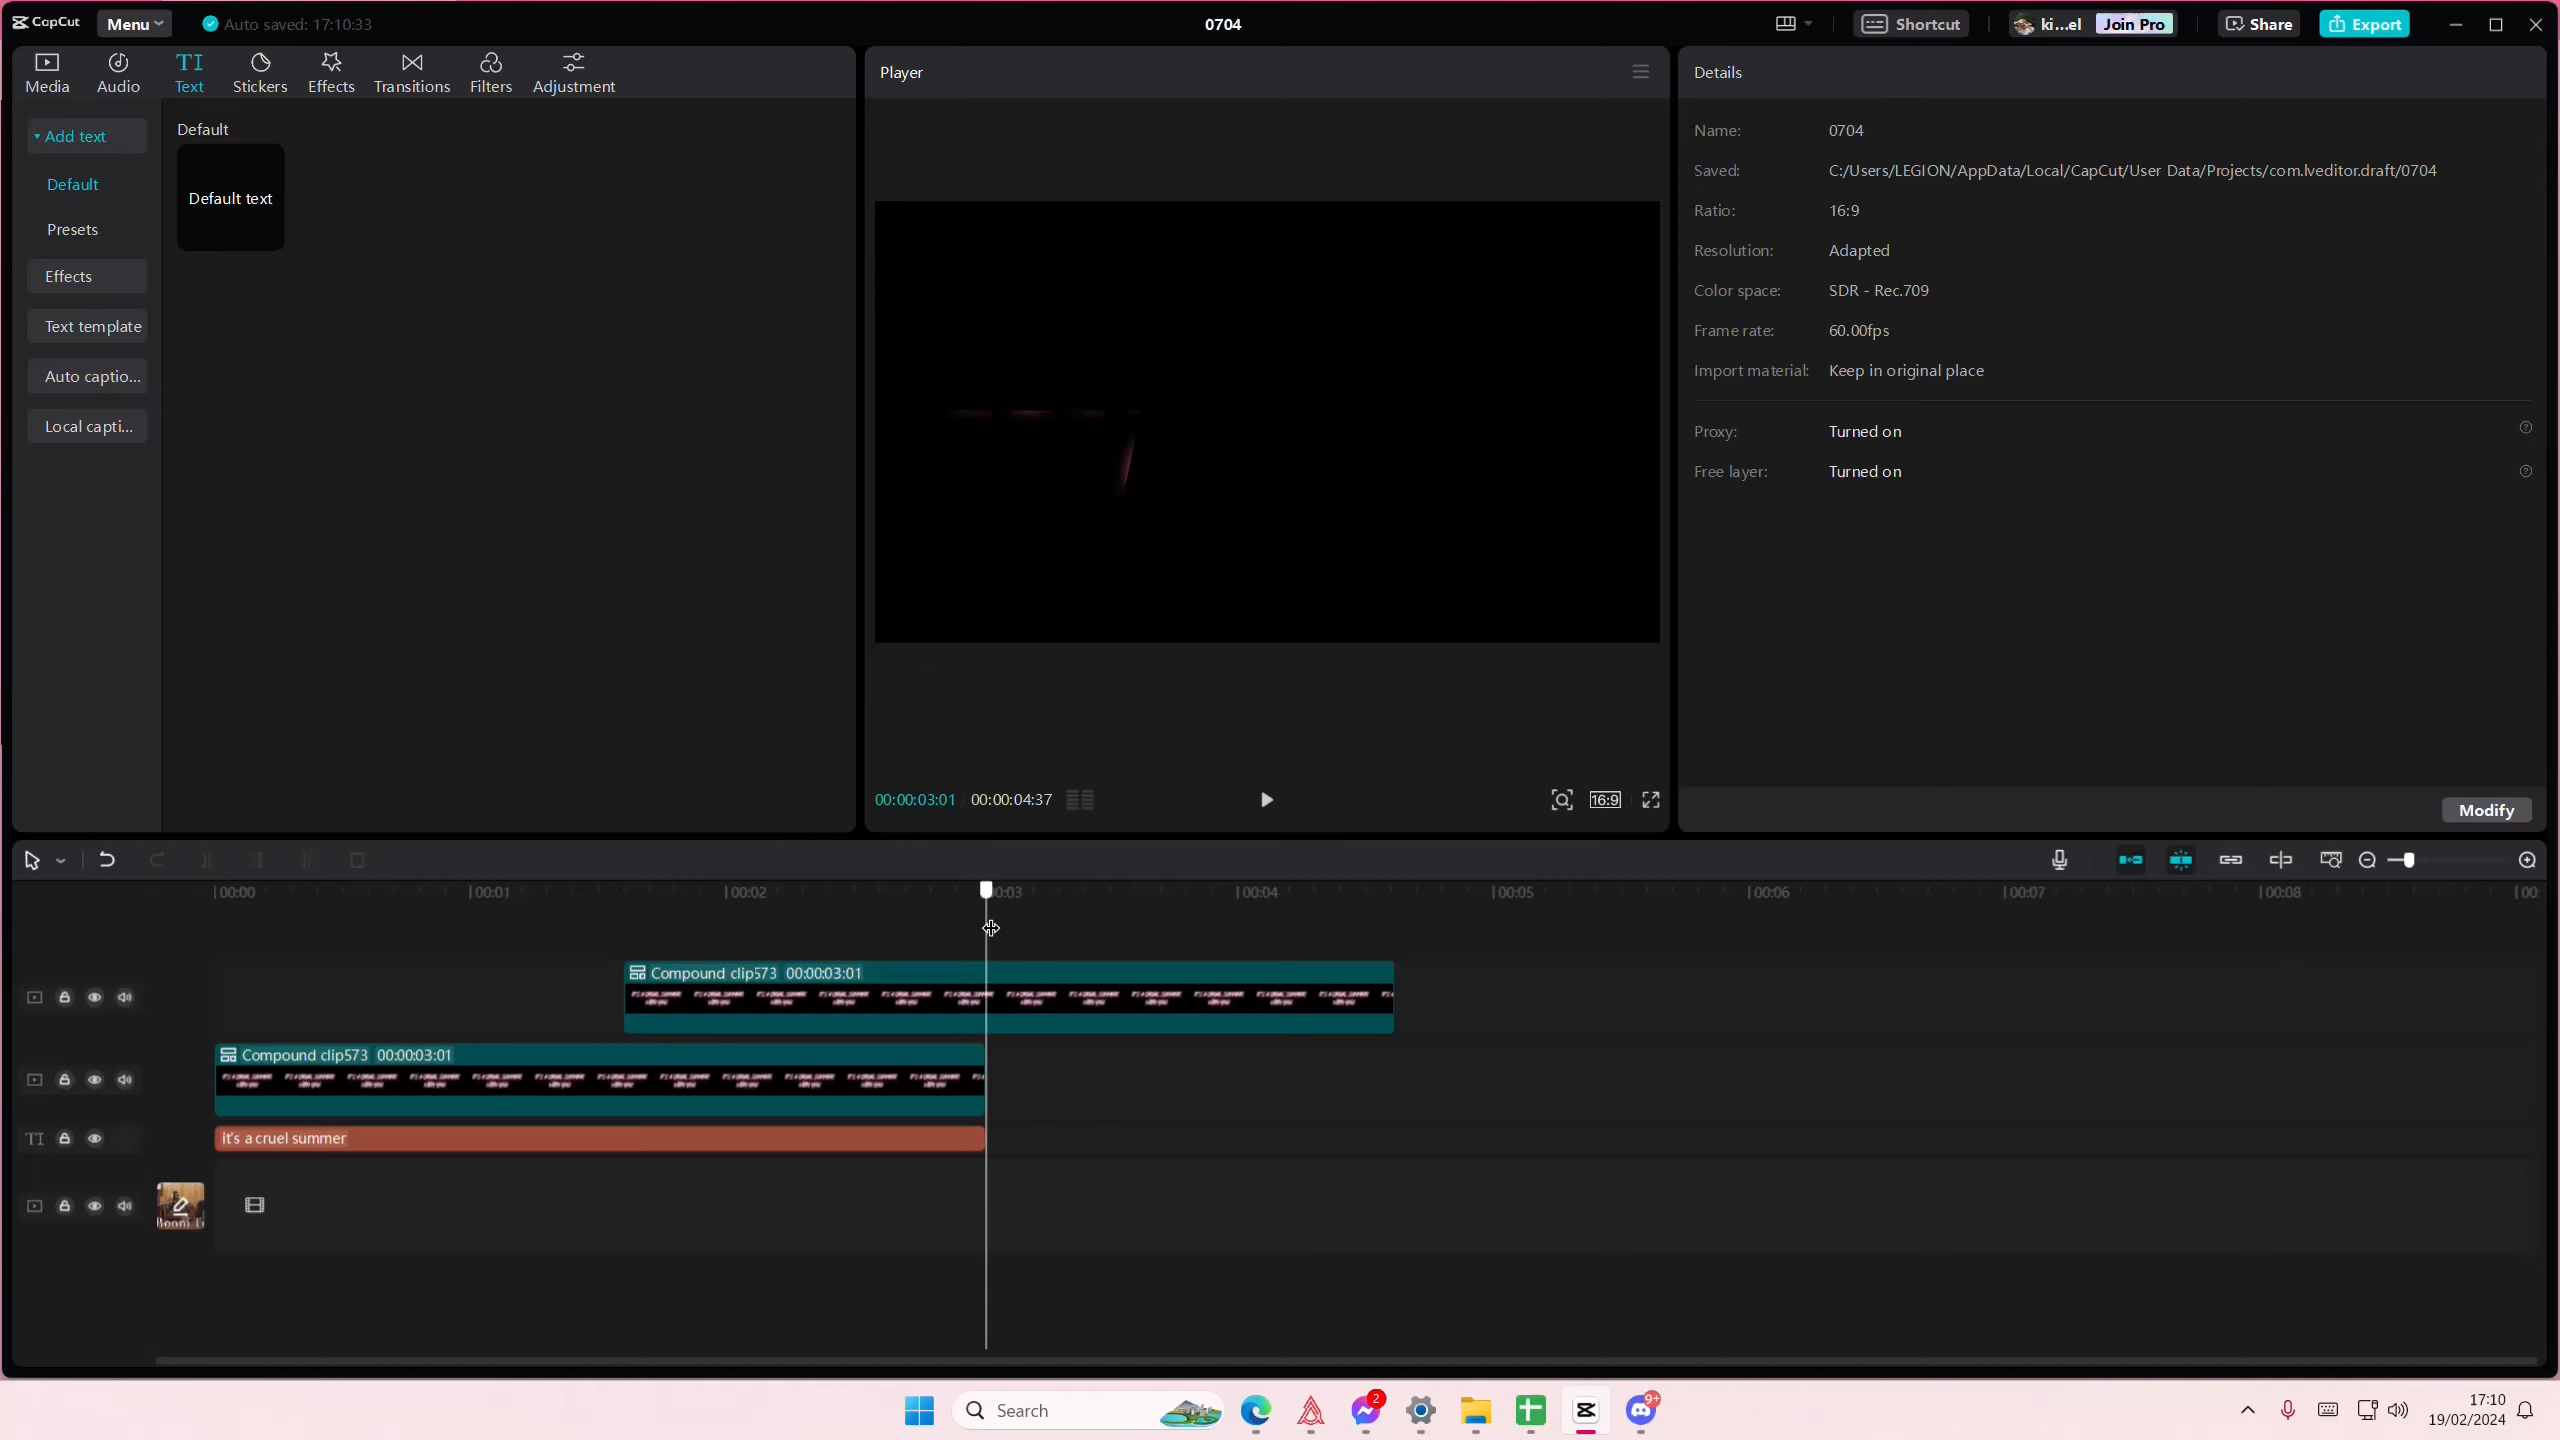 CapCut
Menu
Auto saved: 17:10:33
0704
Shortcut
ki...el
Join Pro
Share
Export
Media
Audio
TI
Text
Stickers
Effects
Transitions
Filters
Adjustment
Add text
Default
Presets
Effects
Text template
Auto captio...
Local capti...
Default
Default text
Player
00:00:03:01
00:00:04:37
16:9
Details
Name: 0704
Saved: C:/Users/LEGION/AppData/Local/CapCut/User Data/Projects/com.lveditor.draft/0704
Ratio: 16:9
Resolution: Adapted
Color space: SDR - Rec.709
Frame rate: 60.00fps
Import material: Keep in original place
Proxy: Turned on
Free layer: Turned on
Modify
00:00 00:01 00:02 00:03 00:04 00:05 00:06 00:07 00:08 00:
Compound clip573 00:00:03:01
Compound clip573 00:00:03:01
TI
it's a cruel summer
Search
2
9+
17:10
19/02/2024